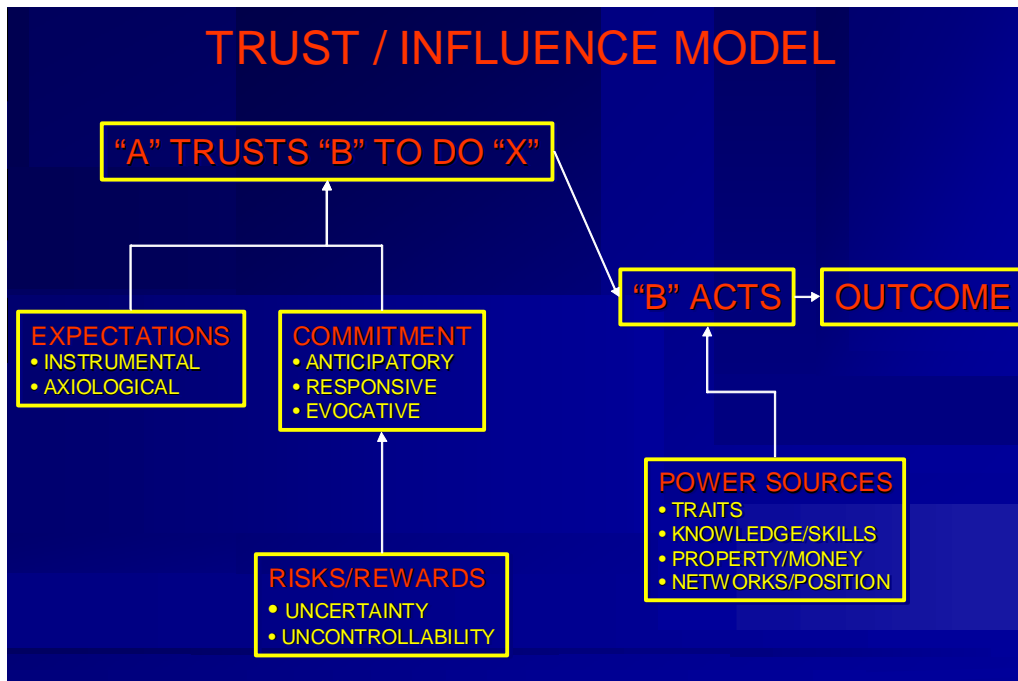 TRUST / INFLUENCE MODEL
“A” TRUSTS “B” TO DO “X”
“B” ACTS
OUTCOME
EXPECTATIONS
• INSTRUMENTAL
• AXIOLOGICAL
COMMITMENT
• ANTICIPATORY
• RESPONSIVE
• EVOCATIVE
POWER SOURCES
• TRAITS
• KNOWLEDGE/SKILLS
• PROPERTY/MONEY
• NETWORKS/POSITION
RISKS/REWARDS
• UNCERTAINTY
• UNCONTROLLABILITY